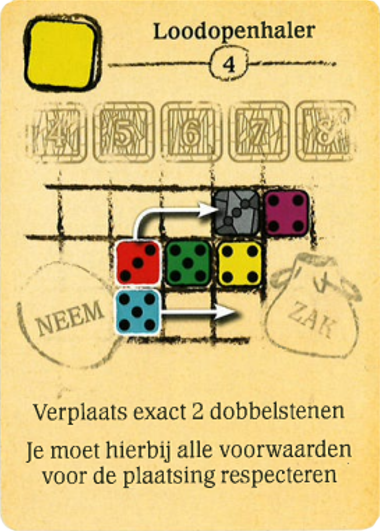 Loodopenhaler
4
4 5 6 7 8
NEEM
ZAK
Verplaats exact 2 dobbelstenen
Je moet hierbij alle voorwaarden
voor de plaatsing respecteren